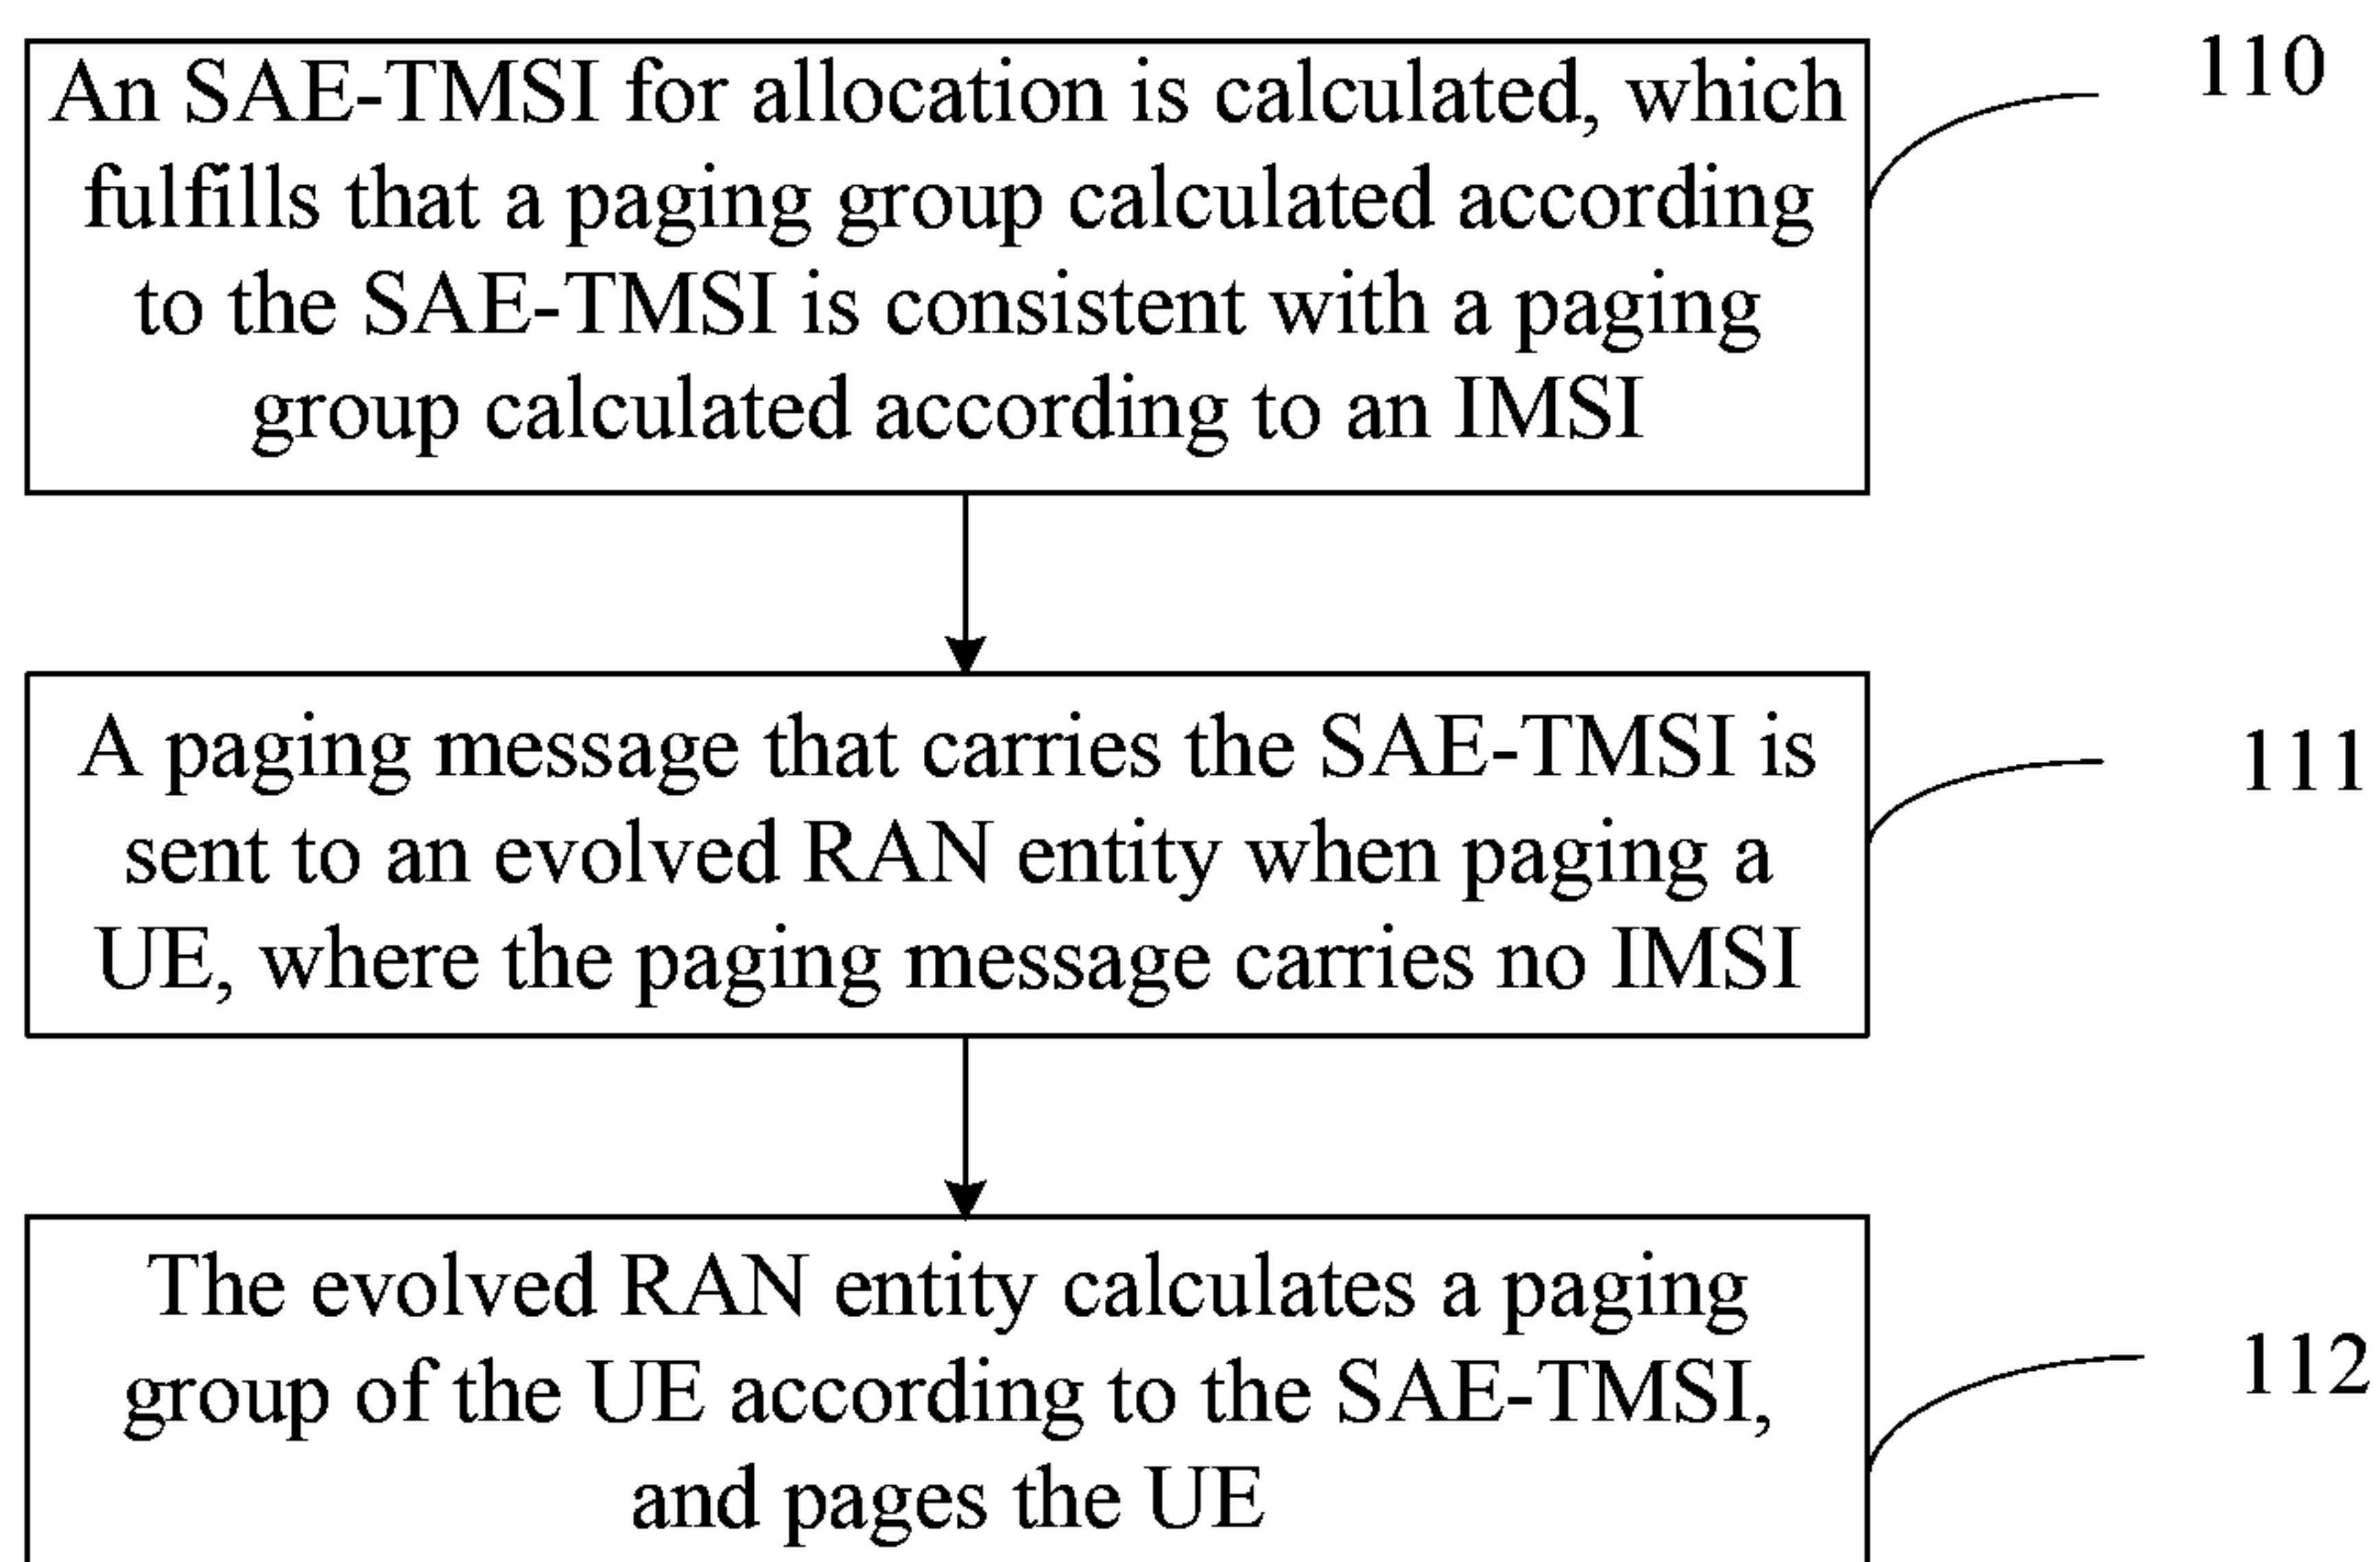 An SAE-TMSI for allocation is calculated, which
fulfills that a paging group calculated according
to the SAE-TMSI is consistent with a paging
group calculated according to an IMSI
110
A paging message that carries the SAE-TMSI is
sent to an evolved RAN entity when paging a
UE, where the paging message carries no IMSI
111
The evolved RAN entity calculates a paging
group of the UE according to the SAE-TMSI,
and pages the UE
112